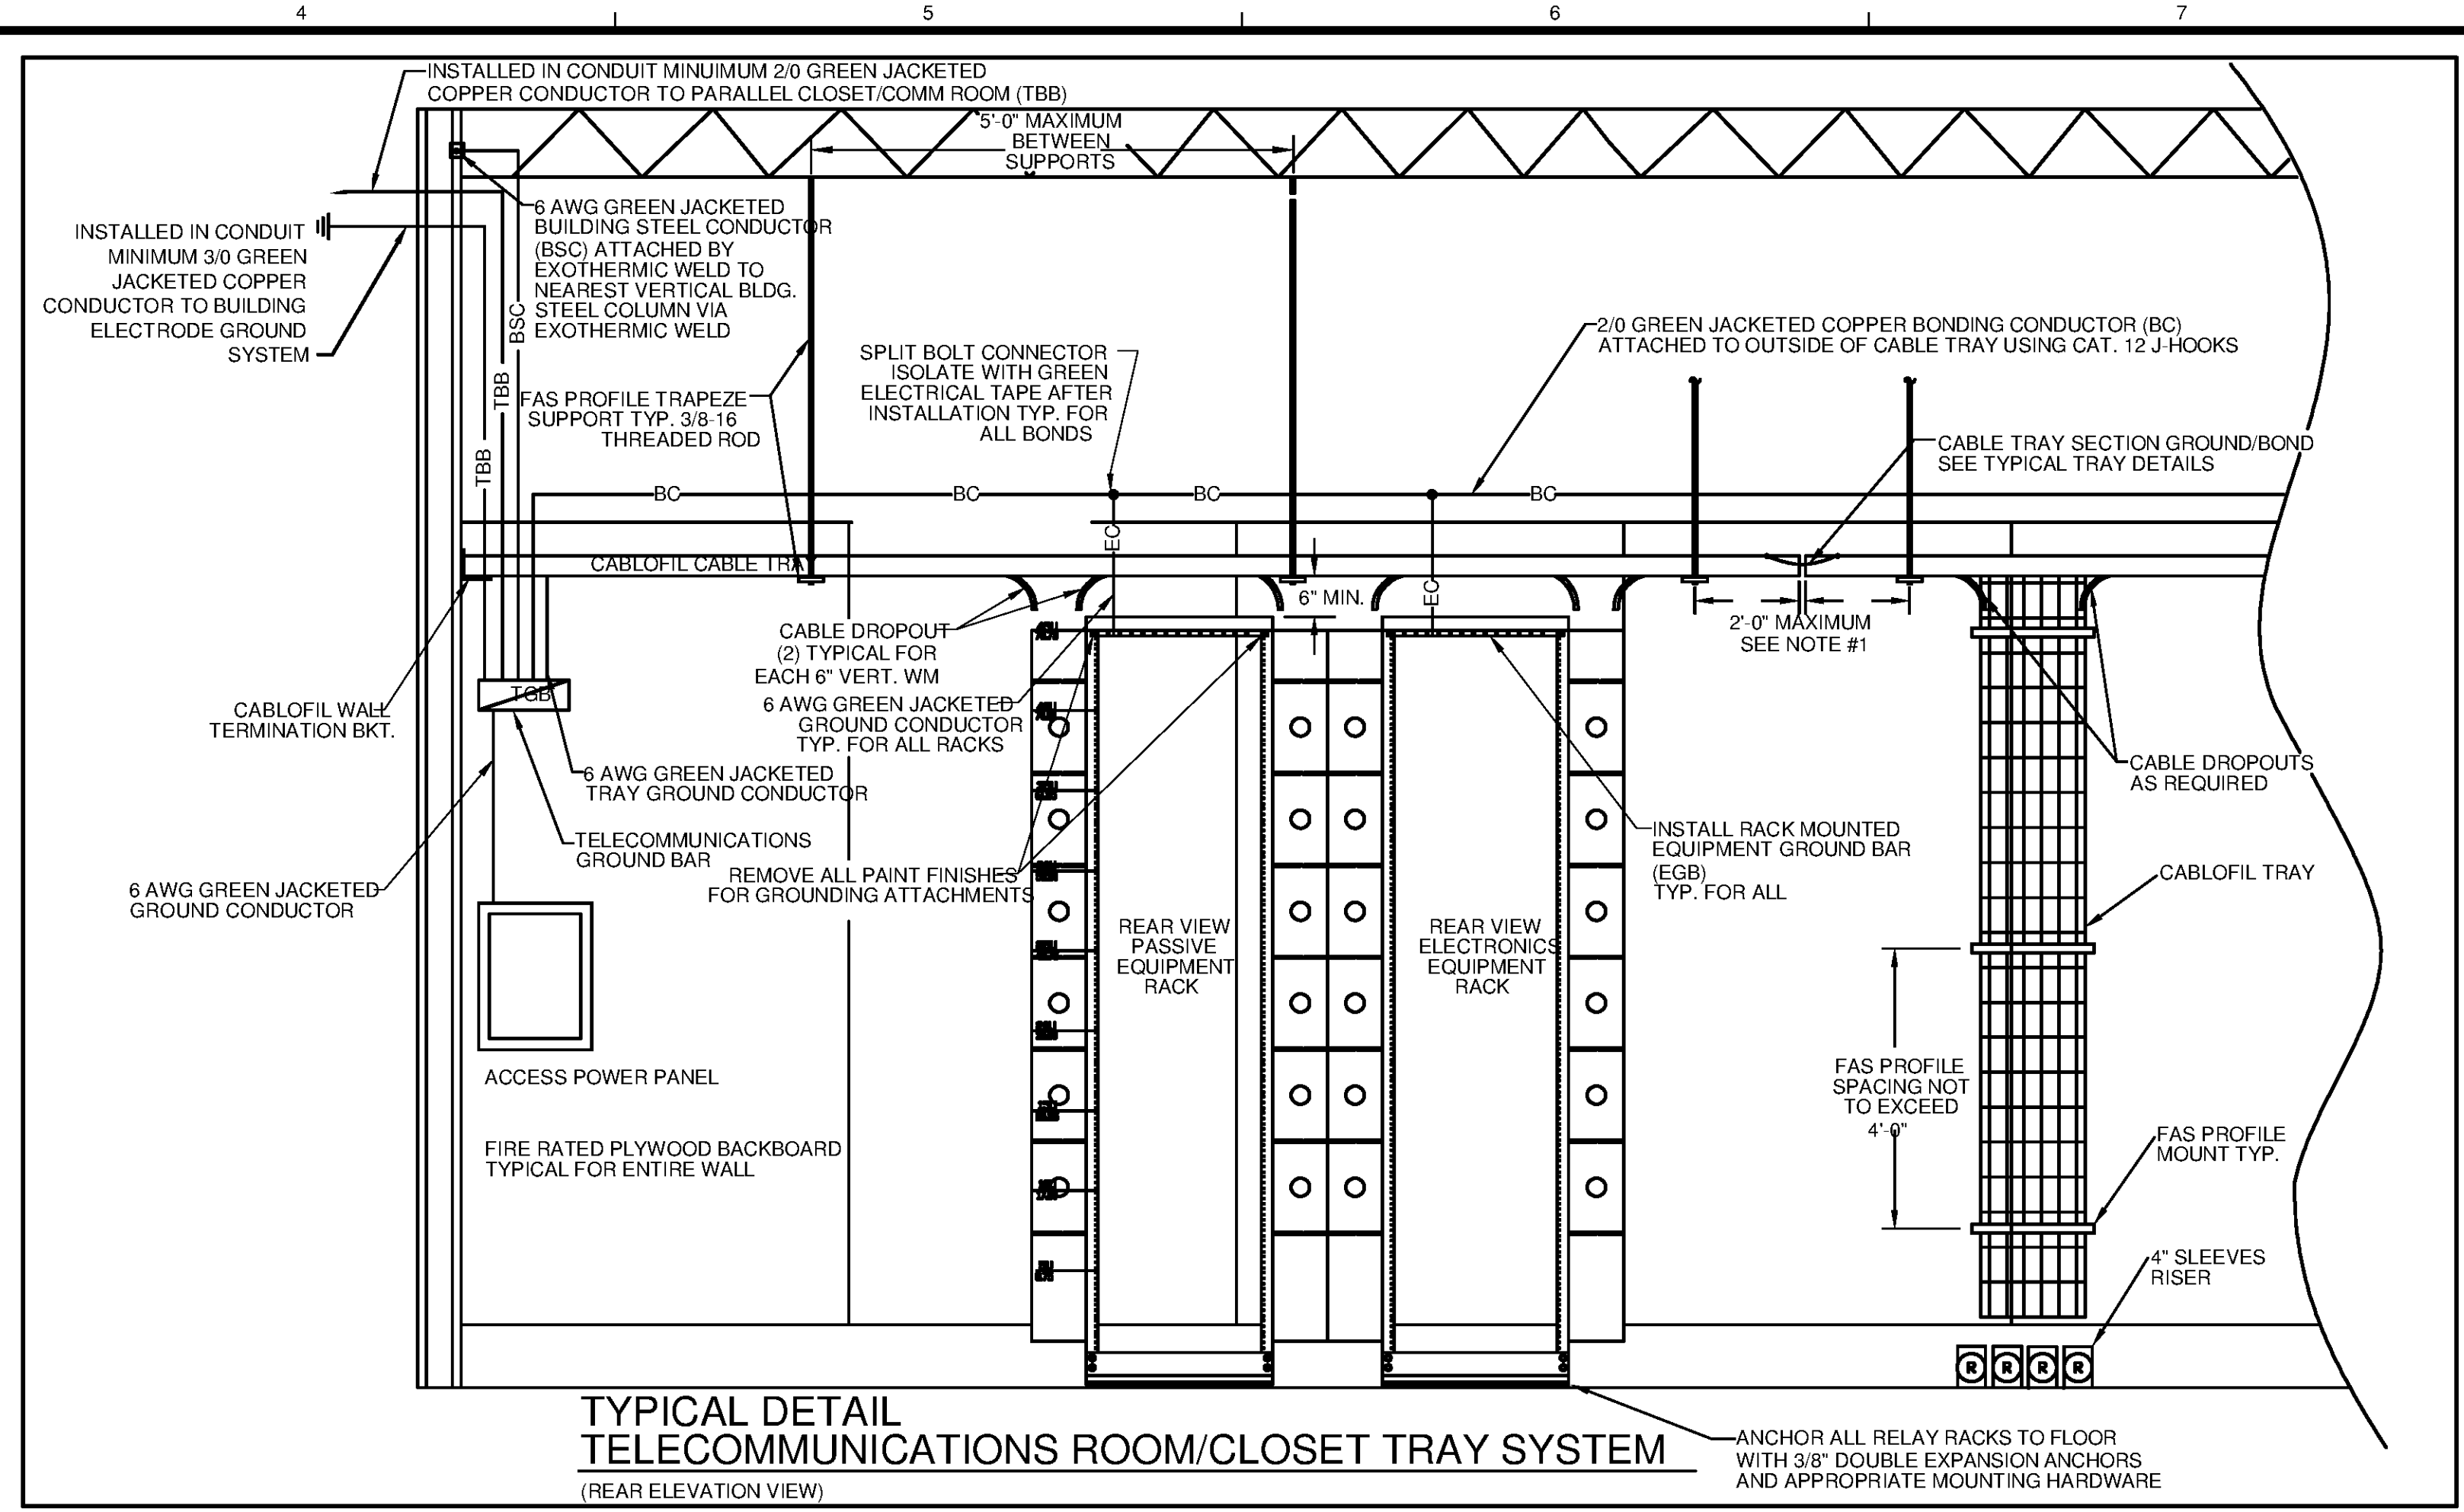 4
5
6
7
INSTALLED IN CONDUIT MINUIMUM 2/0 GREEN JACKETED
COPPER CONDUCTOR TO PARALLEL CLOSET/COMM ROOM (TBB)
5'-0" MAXIMUM
BETWEEN
SUPPORTS
6 AWG GREEN JACKETED
BUILDING STEEL CONDUCTOR
(BSC) ATTACHED BY
EXOTHERMIC WELD TO
NEAREST VERTICAL BLDG.
STEEL COLUMN VIA
EXOTHERMIC WELD
INSTALLED IN CONDUIT
MINIMUM 3/0 GREEN
JACKETED COPPER
CONDUCTOR TO BUILDING
ELECTRODE GROUND
SYSTEM
BSC
TBB
TBB
FAS PROFILE TRAPEZE
SUPPORT TYP. 3/8-16
THREADED ROD
SPLIT BOLT CONNECTOR
ISOLATE WITH GREEN
ELECTRICAL TAPE AFTER
INSTALLATION TYP. FOR
ALL BONDS
2/0 GREEN JACKETED COPPER BONDING CONDUCTOR (BC)
ATTACHED TO OUTSIDE OF CABLE TRAY USING CAT. 12 J-HOOKS
CABLE TRAY SECTION GROUND/BOND
SEE TYPICAL TRAY DETAILS
BC
BC
BC
BC
EC
EC
CABLOFIL CABLE TRAY
6" MIN.
2'-0" MAXIMUM
SEE NOTE #1
CABLE DROPOUT
(2) TYPICAL FOR
EACH 6" VERT. WM
6 AWG GREEN JACKETED
GROUND CONDUCTOR
TYP. FOR ALL RACKS
TGB
CABLOFIL WALL
TERMINATION BKT.
6 AWG GREEN JACKETED
TRAY GROUND CONDUCTOR
TELECOMMUNICATIONS
GROUND BAR
REMOVE ALL PAINT FINISHES
FOR GROUNDING ATTACHMENTS
6 AWG GREEN JACKETED
GROUND CONDUCTOR
INSTALL RACK MOUNTED
EQUIPMENT GROUND BAR
(EGB)
TYP. FOR ALL
CABLE DROPOUTS
AS REQUIRED
CABLOFIL TRAY
REAR VIEW
PASSIVE
EQUIPMENT
RACK
REAR VIEW
ELECTRONICS
EQUIPMENT
RACK
ACCESS POWER PANEL
FIRE RATED PLYWOOD BACKBOARD
TYPICAL FOR ENTIRE WALL
FAS PROFILE
SPACING NOT
TO EXCEED
4'-0"
FAS PROFILE
MOUNT TYP.
4" SLEEVES
RISER
R R R R
TYPICAL DETAIL
TELECOMMUNICATIONS ROOM/CLOSET TRAY SYSTEM
(REAR ELEVATION VIEW)
ANCHOR ALL RELAY RACKS TO FLOOR
WITH 3/8" DOUBLE EXPANSION ANCHORS
AND APPROPRIATE MOUNTING HARDWARE